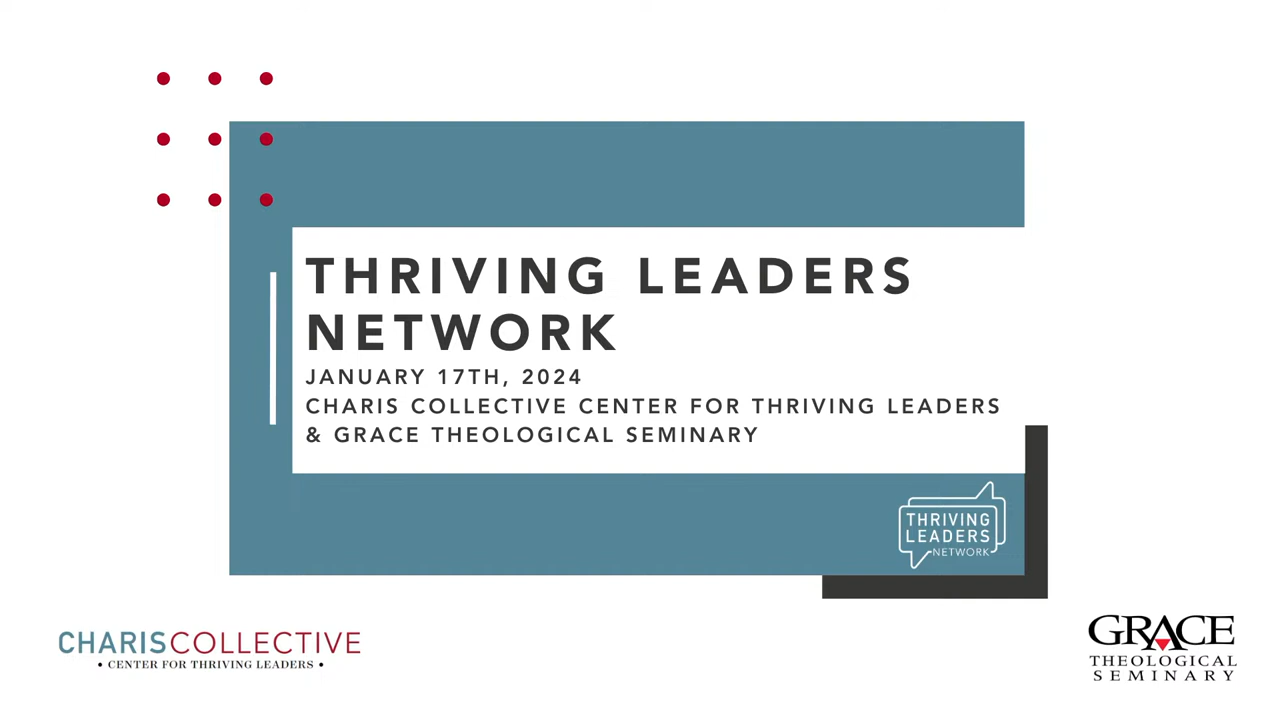 THRIVING LEADERS
NETWORK
JANUARY 17TH, 2024
CHARIS COLLECTIVE CENTER FOR THRIVING LEADERS
& GRACE THEOLOGICAL SEMINARY
THRIVING
LEADERS
NETWORK
CHARISCOLLECTIVE
• CENTER FOR THRIVING LEADERS •
GRACE
THEOLOGICAL
SEMINARY